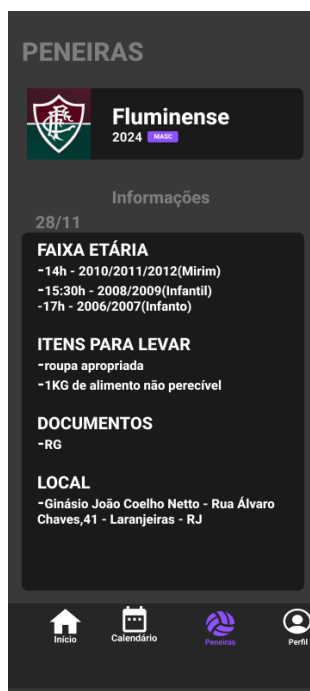 PENEIRAS
Fluminense
2024 MASC
Informações
28/11
FAIXA ETÁRIA
-14h - 2010/2011/2012(Mirim)
-15:30h - 2008/2009(Infantil)
-17h - 2006/2007(Infanto)
ITENS PARA LEVAR
-roupa apropriada
-1KG de alimento não perecível
DOCUMENTOS
-RG
LOCAL
-Ginásio João Coelho Netto - Rua Álvaro
Chaves,41 - Laranjeiras - RJ
Início Calendário Peneiras Perfil